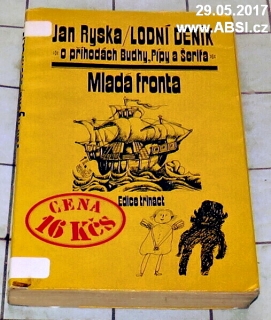 29.05.2017
www.ABSI.cz
Jan Ryska/LODNÍ DENÍK
o příhodách Budhy, Pípy a Šerifa
Mladá fronta
CENA
16 Kčs
Edice třináct